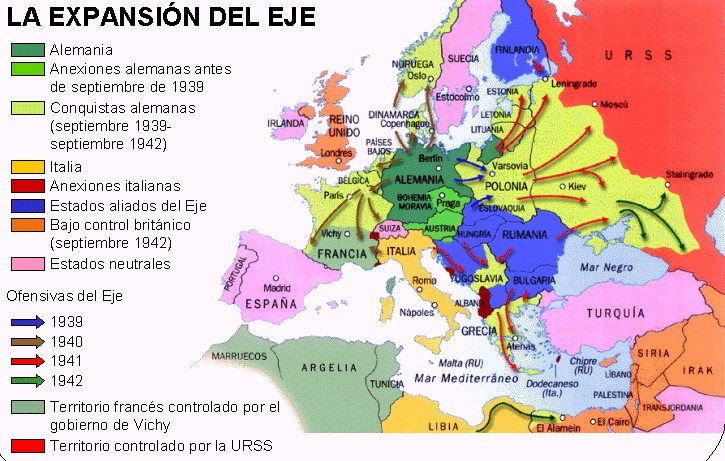 LA EXPANSIÓN DEL EJE
Alemania
Anexiones alemanas antes
de septiembre de 1939
Conquistas alemanas
(septiembre 1939-
septiembre 1942)
Italia
Anexiones italianas
Estados aliados del Eje
Bajo control británico
(septiembre 1942)
Estados neutrales
Ofensivas del Eje
1939
1940
1941
1942
Territorio francés controlado por el
gobierno de Vichy
Territorio controlado por la URSS
NORUEGA
Oslo
SUECIA
Estocolmo
FINLANDIA
U R S S
Leningrado
Moscú
ESTONIA
LETONIA
LITUANIA
DINAMARCA
Copenhague
IRLANDA
REINO
UNIDO
Londres
PAÍSES
BAJOS
BÉLGICA
Berlin
ALEMANIA
Varsovia
POLONIA
Kiev
Stalingrado
BOHEMIA
MORAVIA
Praga
ESLOVAQUIA
París
Vichy
FRANCIA
SUIZA
AUSTRIA
HUNGRÍA
RUMANIA
ITALIA
Roma
Nápoles
YUGOSLAVIA
BULGARIA
Mar Negro
ALBANIA
GRECIA
Atenas
TURQUÍA
PORTUGAL
Madrid
ESPAÑA
MARRUECOS
ARGELIA
TUNICIA
Malta (RU)
Mar Mediterráneo
Dodecaneso
(Ita.)
Chipre
(RU)
SIRIA
LÍBANO
IRAK
PALESTINA
TRANSJORDANIA
LIBIA
El Alamein
El Cairo